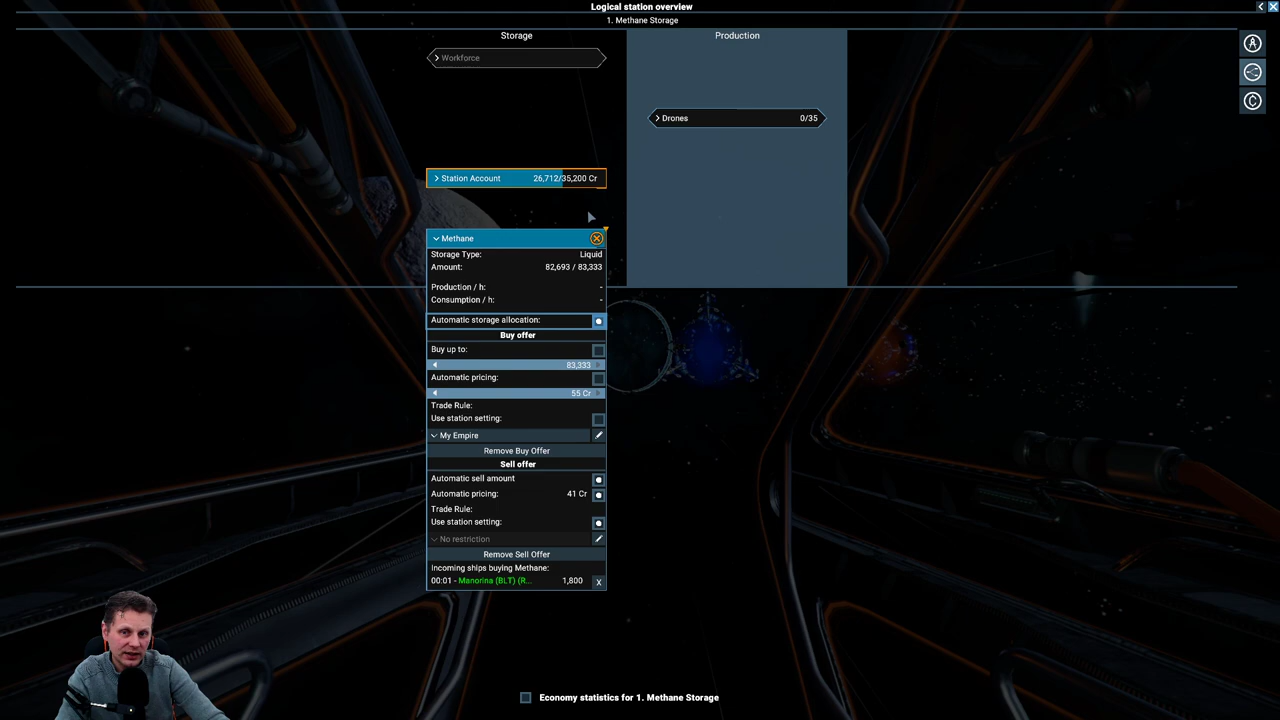 Logical station overview
1. Methane Storage
Storage
Production
Workforce
Drones 0/35
Station Account 26,712/35,200 Cr
Methane
Storage Type: Liquid
Amount: 82,693 / 83,333
Production / h: -
Consumption / h: -
Automatic storage allocation:
Buy offer
Buy up to:
83,333
Automatic pricing:
55 Cr
Trade Rule:
Use station setting:
My Empire
Remove Buy Offer
Sell offer
Automatic sell amount
Automatic pricing: 41 Cr
Trade Rule:
Use station setting:
No restriction
Remove Sell Offer
Incoming ships buying Methane:
00:01 - Manorina (BLT) (R... 1,800 X
Economy statistics for 1. Methane Storage